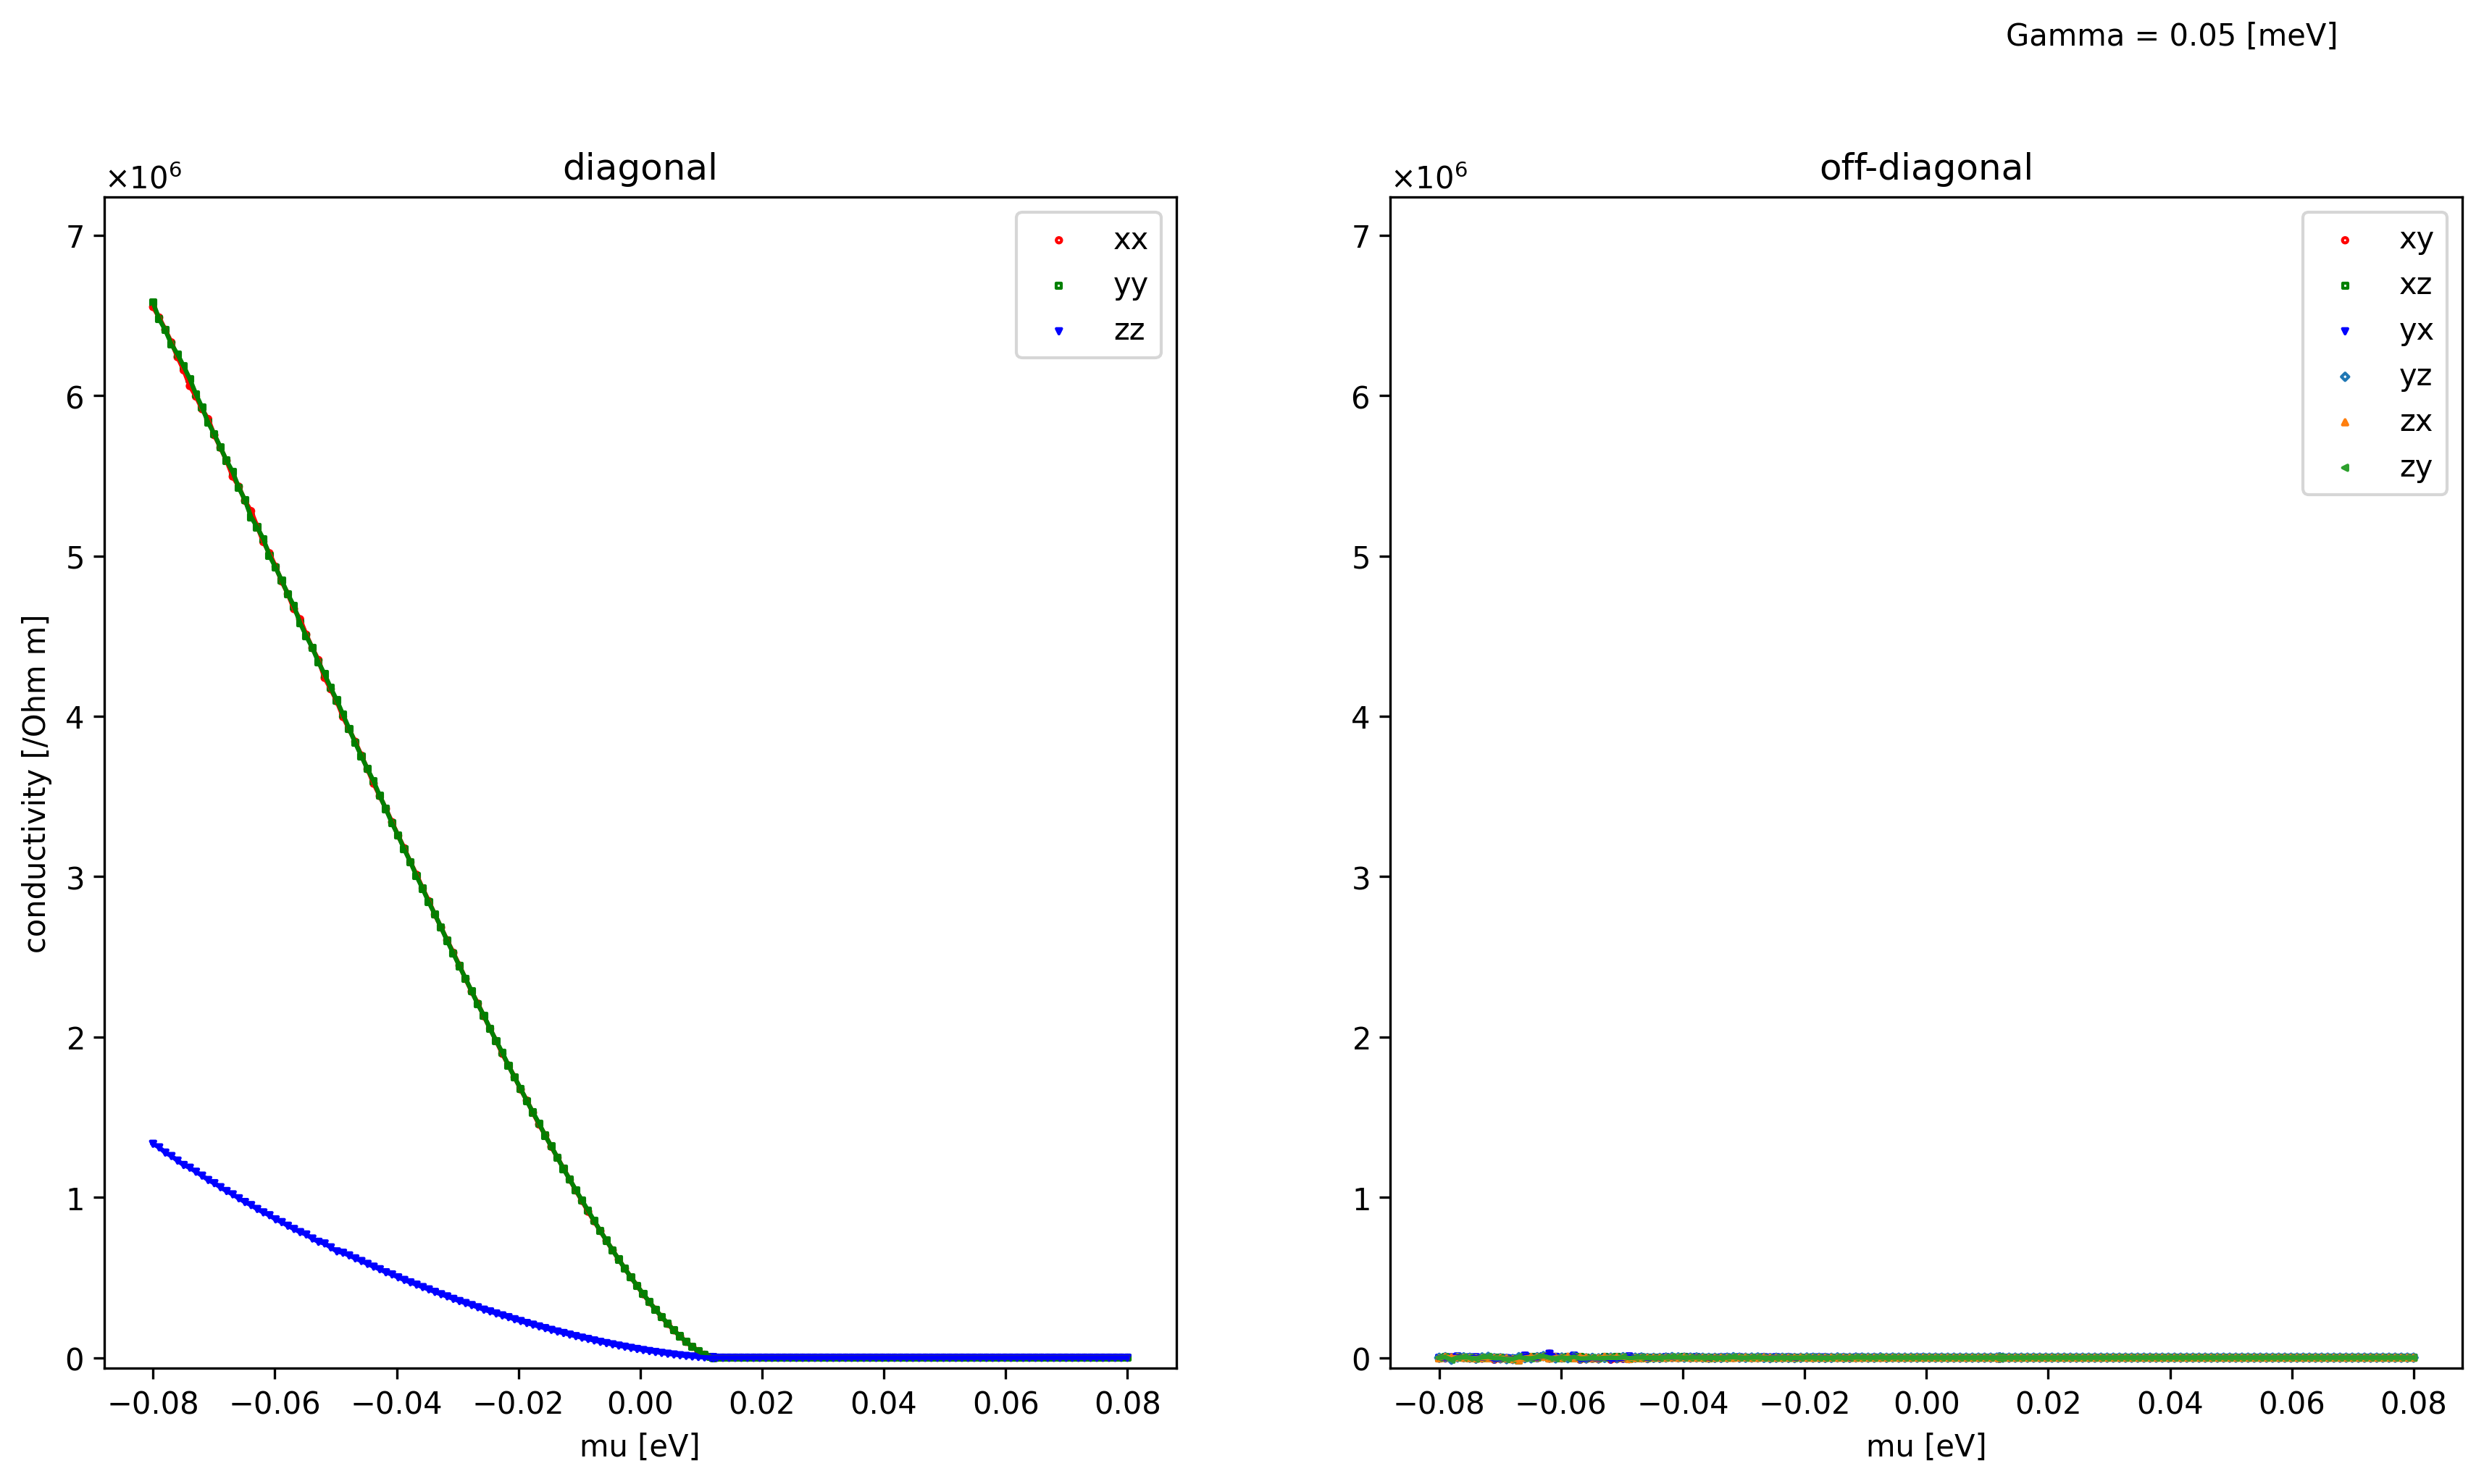 Gamma = 0.05 [meV]
diagonal
×10⁶
7
6
5
4
3
2
1
0
conductivity [/Ohm m]
xx
yy
zz
−0.08 −0.06 −0.04 −0.02 0.00 0.02 0.04 0.06 0.08
mu [eV]
off-diagonal
×10⁶
7
6
5
4
3
2
1
0
xy
xz
yx
yz
zx
zy
−0.08 −0.06 −0.04 −0.02 0.00 0.02 0.04 0.06 0.08
mu [eV]